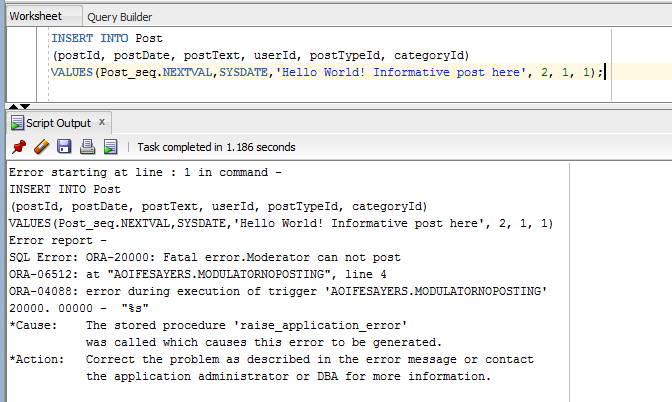 Worksheet Query Builder
INSERT INTO Post
(postId, postDate, postText, userId, postTypeId, categoryId)
VALUES(Post_seq.NEXTVAL,SYSDATE,'Hello World! Informative post here', 2, 1, 1);
Script Output x
Task completed in 1.186 seconds
Error starting at line : 1 in command -
INSERT INTO Post
(postId, postDate, postText, userId, postTypeId, categoryId)
VALUES(Post_seq.NEXTVAL,SYSDATE,'Hello World! Informative post here', 2, 1, 1)
Error report -
SQL Error: ORA-20000: Fatal error.Moderator can not post
ORA-06512: at "AOIFESAYERS.MODULATORNOPOSTING", line 4
ORA-04088: error during execution of trigger 'AOIFESAYERS.MODULATORNOPOSTING'
20000. 00000 -  "%s"
*Cause:    The stored procedure 'raise_application_error'
           was called which causes this error to be generated.
*Action:   Correct the problem as described in the error message or contact
           the application administrator or DBA for more information.